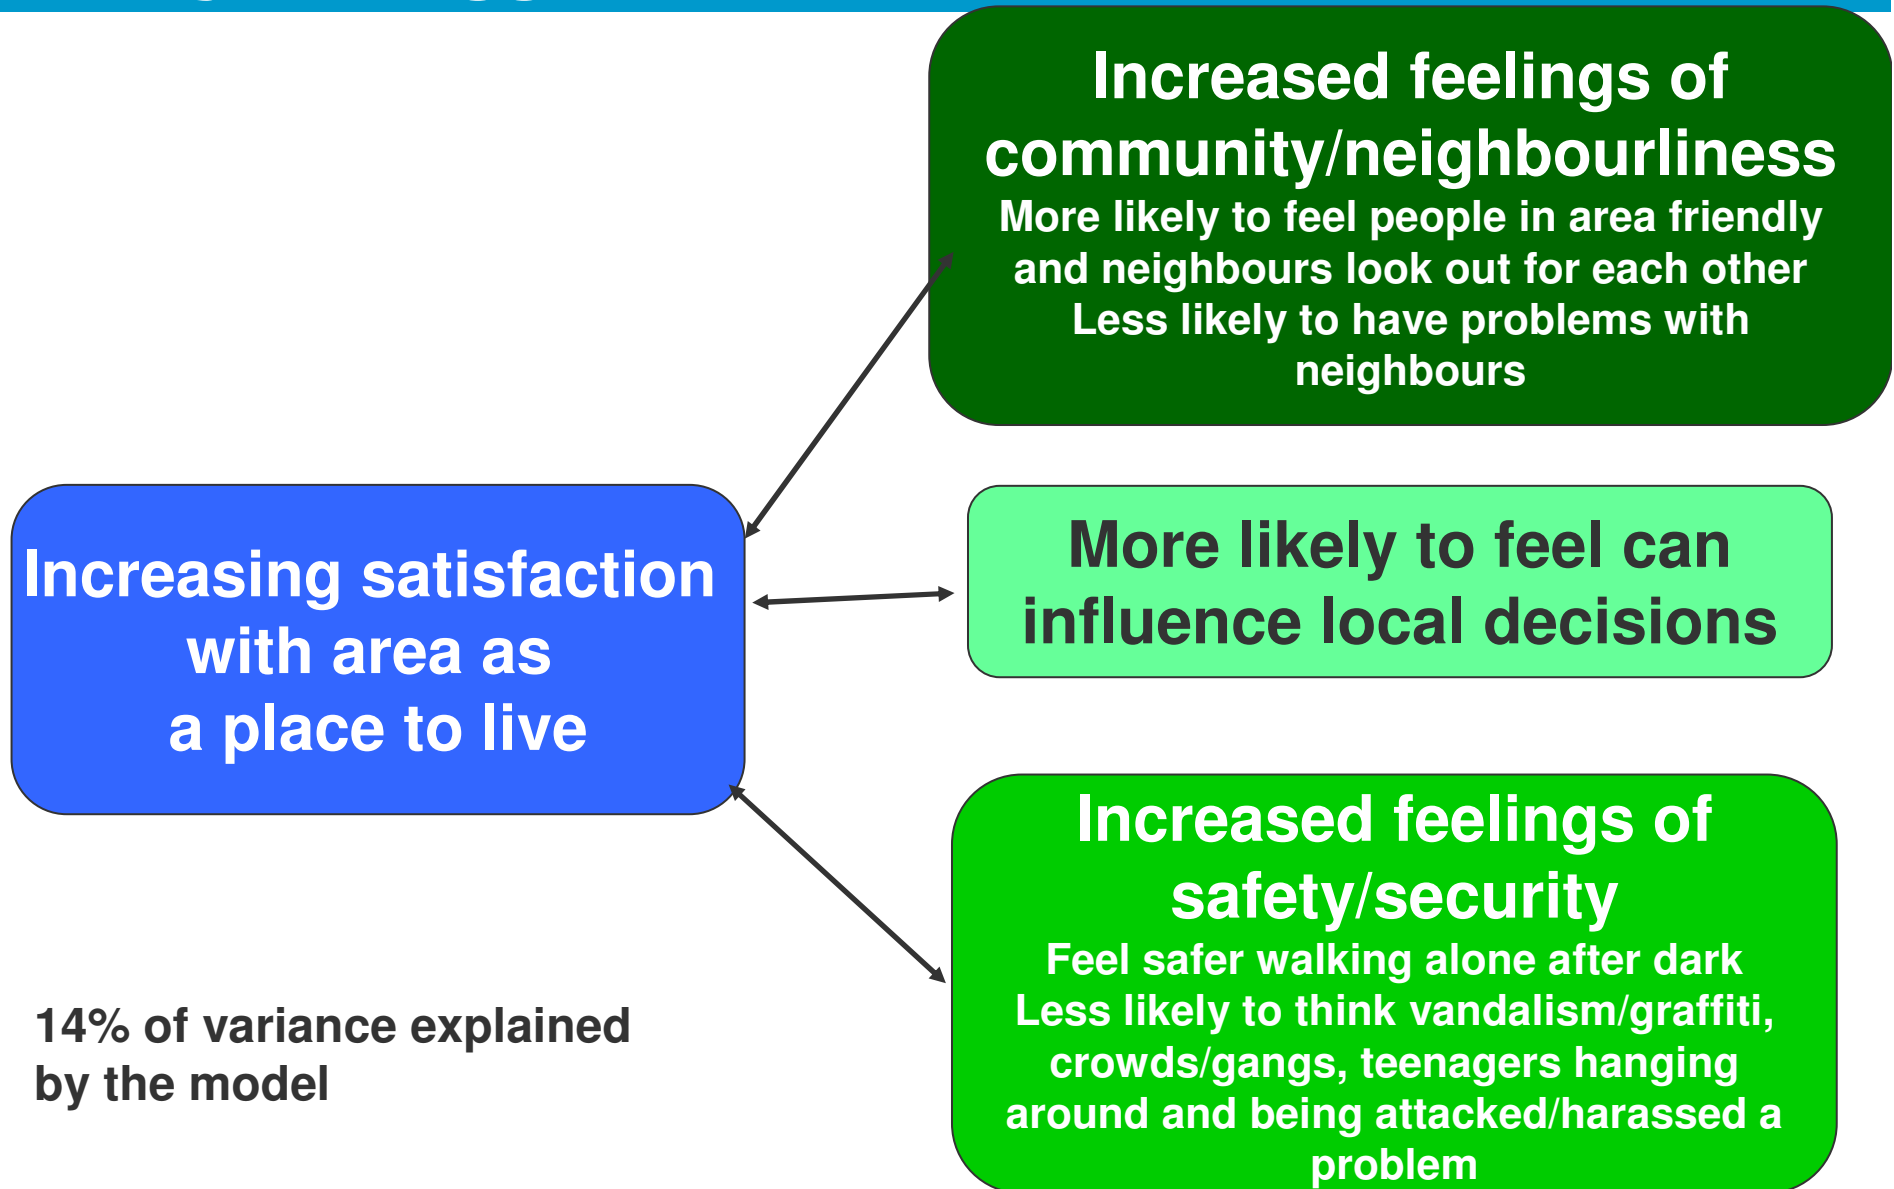 Increased feelings of
community/neighbourliness
More likely to feel people in area friendly
and neighbours look out for each other
Less likely to have problems with
neighbours
Increasing satisfaction
with area as
a place to live
More likely to feel can
influence local decisions
Increased feelings of
safety/security
Feel safer walking alone after dark
Less likely to think vandalism/graffiti,
crowds/gangs, teenagers hanging
around and being attacked/harassed a
problem
14% of variance explained
by the model